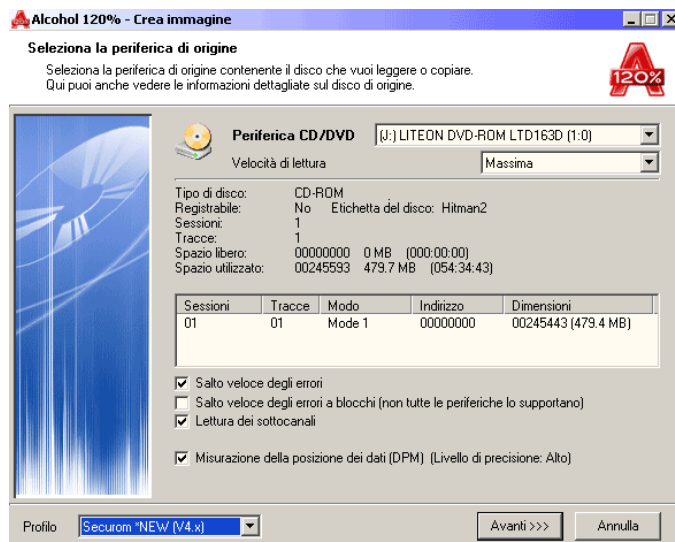 Alcohol 120% - Crea immagine
Seleziona la periferica di origine
Seleziona la periferica di origine contenente il disco che vuoi leggere o copiare.
Qui puoi anche vedere le informazioni dettagliate sul disco di origine.
120%
Periferica CD/DVD (J:) LITEON DVD-ROM LTD163D (1:0)
Velocità di lettura Massima
Tipo di disco: CD-ROM
Registrabile: No Etichetta del disco: Hitman2
Sessioni: 1
Tracce: 1
Spazio libero: 00000000 0 MB (000:00:00)
Spazio utilizzato: 00245593 479.7 MB (054:34:43)
Sessioni Tracce Modo Indirizzo Dimensioni
01 01 Mode 1 00000000 00245443 (479.4 MB)
Salto veloce degli errori
Salto veloce degli errori a blocchi (non tutte le periferiche lo supportano)
Lettura dei sottocanali
Misurazione della posizione dei dati (DPM) (Livello di precisione: Alto)
Profilo Securom *NEW (V4.x) Avanti >>> Annulla